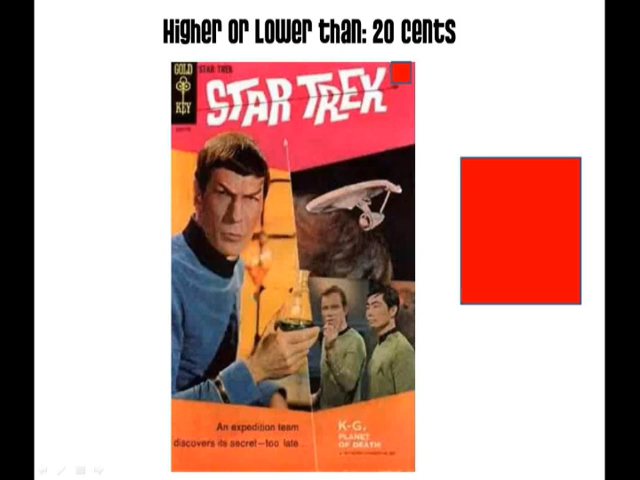 Higher or Lower than: 20 cents
GOLD
KEY
STAR TREK
STAR TREK
An expedition team
discovers its secret—too late...
K-G,
PLANET
OF DEATH